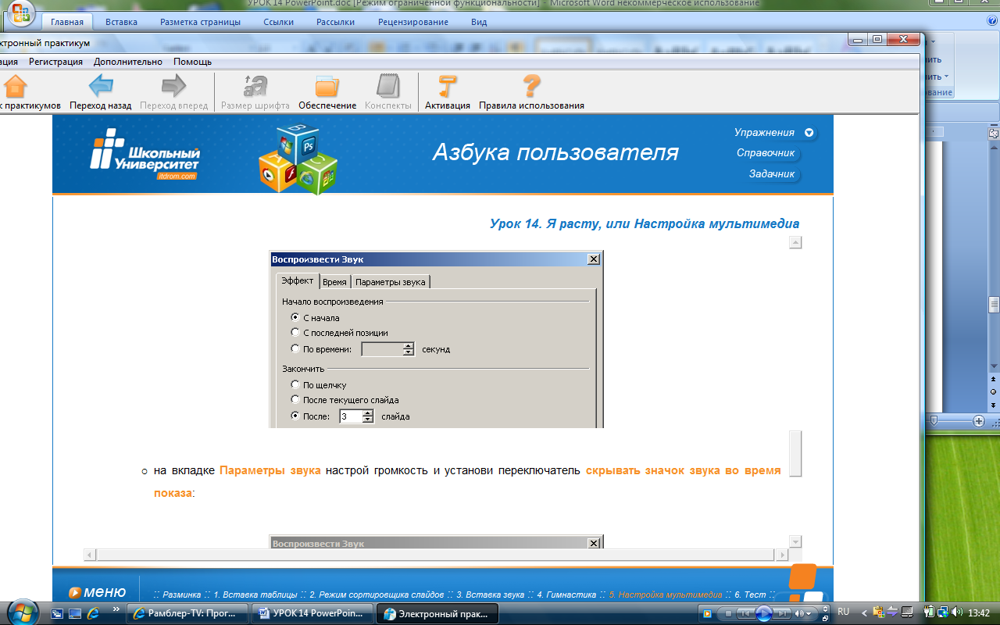 УРОК 14 PowerPoint.doc [Режим ограниченной функциональности] - Microsoft Word некоммерческое использование
Главная Вставка Разметка страницы Ссылки Рассылки Рецензирование Вид
ктронный практикум
ация Регистрация Дополнительно Помощь
к практикумов Переход назад Переход вперед Размер шрифта Обеспечение Конспекты Активация Правила использования
Школьный Университет
itdrom.com
Азбука пользователя
Упражнения
Справочник
Задачник
Урок 14. Я расту, или Настройка мультимедиа
Воспроизвести Звук
Эффект Время Параметры звука
Начало воспроизведения
С начала
С последней позиции
По времени: секунд
Закончить
По щелчку
После текущего слайда
После: 3 слайда
o на вкладке Параметры звука настрой громкость и установи переключатель скрывать значок звука во время
показа:
Воспроизвести Звук
меню :: Разминка :: 1. Вставка таблицы :: 2. Режим сортировщика слайдов :: 3. Вставка звука :: 4. Гимнастика :: 5. Настройка мультимедиа :: 6. Тест ::
Рамблер-TV: Прог... УРОК 14 PowerPoint.... Электронный прак... RU 13:42